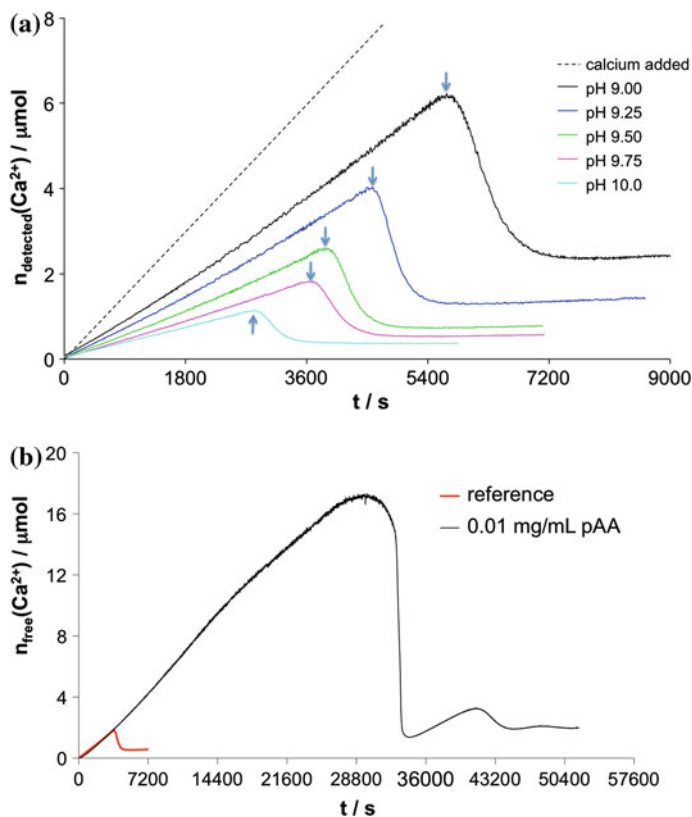 (a)
8
6
4
2
0
n detected (Ca²⁺) / μmol
calcium added
pH 9.00
pH 9.25
pH 9.50
pH 9.75
pH 10.0
0 1800 3600 5400 7200 9000
t / s
(b)
20
16
12
8
4
0
n free (Ca²⁺) / μmol
reference
0.01 mg/mL pAA
0 7200 14400 21600 28800 36000 43200 50400 57600
t / s